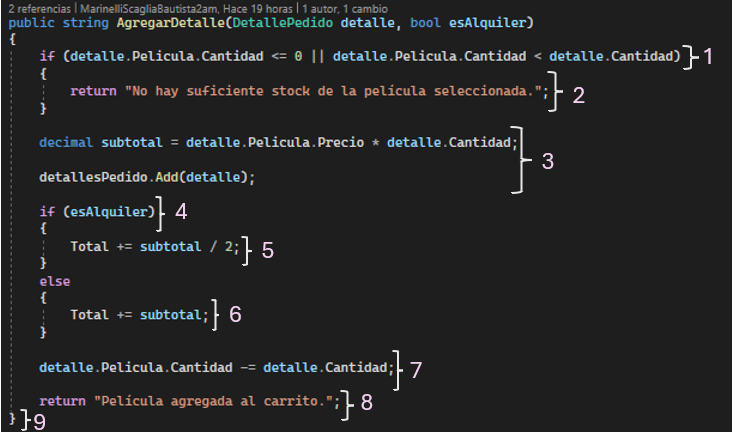 2 referencias | MarinelliScagliaBautista2am, Hace 19 horas | 1 autor, 1 cambio
public string AgregarDetalle(DetallePedido detalle, bool esAlquiler)
{
if (detalle.Pelicula.Cantidad <= 0 || detalle.Pelicula.Cantidad < detalle.Cantidad) 1
{
return "No hay suficiente stock de la película seleccionada."; 2
}
decimal subtotal = detalle.Pelicula.Precio * detalle.Cantidad; 3
detallesPedido.Add(detalle);
if (esAlquiler) 4
{
Total += subtotal / 2; 5
}
else
{
Total += subtotal; 6
}
detalle.Pelicula.Cantidad -= detalle.Cantidad; 7
return "Película agregada al carrito."; 8
} 9